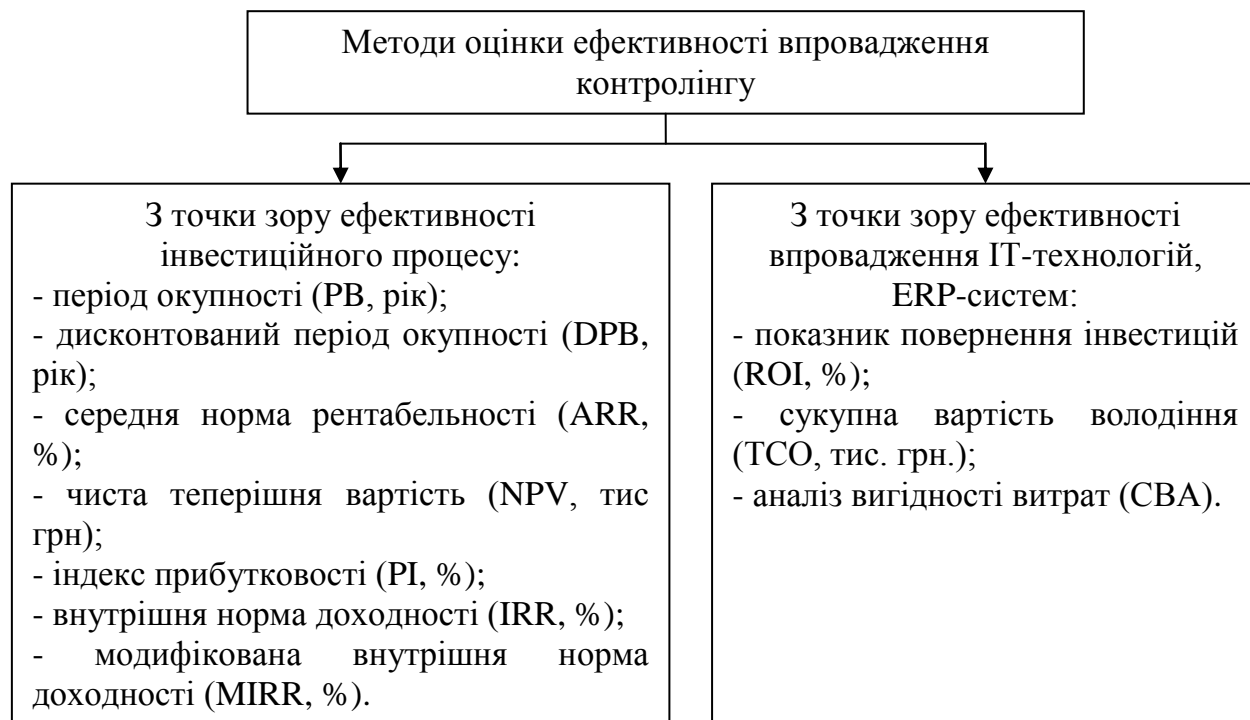 Методи оцінки ефективності впровадження
контролінгу
З точки зору ефективності
інвестиційного процесу:
- період окупності (PB, рік);
- дисконтований період окупності (DPB,
рік);
- середня норма рентабельності (ARR,
%);
- чиста теперішня вартість (NPV, тис
грн);
- індекс прибутковості (PI, %);
- внутрішня норма доходності (IRR, %);
- модифікована внутрішня норма
доходності (MIRR, %).
З точки зору ефективності
впровадження ІТ-технологій,
ERP-систем:
- показник повернення інвестицій
(ROI, %);
- сукупна вартість володіння
(TCO, тис. грн.);
- аналіз вигідності витрат (CBA).